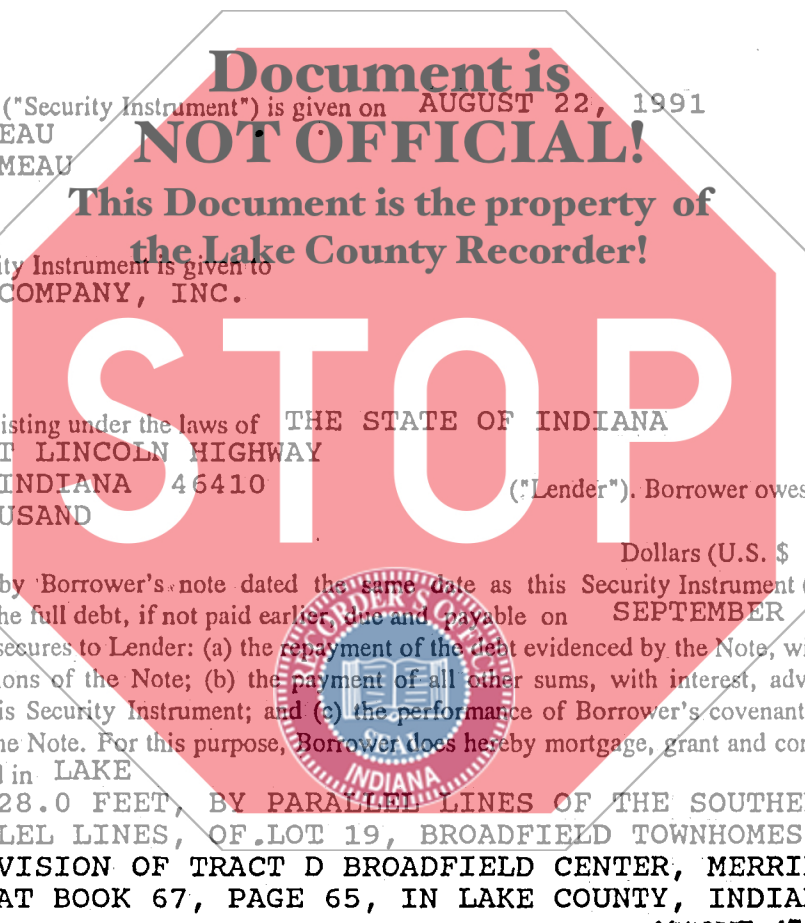 Document is
("Security Instrument") is given on AUGUST 22, 1991
EAU
NOT OFFICIAL!
MEAU
This Document is the property of
the Lake County Recorder!
ity Instrument is given to
COMPANY, INC.
STOP
isting under the laws of THE STATE OF INDIANA
T LINCOLN HIGHWAY
INDIANA 46410 ("Lender"). Borrower owes
USAND
Dollars (U.S. $
by Borrower's note dated the same date as this Security Instrument (
he full debt, if not paid earlier, due and payable on SEPTEMBER
secures to Lender: (a) the repayment of the debt evidenced by the Note, w
ions of the Note; (b) the payment of all other sums, with interest, adv
is Security Instrument; and (c) the performance of Borrower's covenant
he Note. For this purpose, Borrower does hereby mortgage, grant and con
d in LAKE
RECORDER'S OFFICE
SEAL
INDIANA
28.0 FEET, BY PARALLEL LINES OF THE SOUTHE
LEL LINES, OF LOT 19, BROADFIELD TOWNHOMES
VISION OF TRACT D BROADFIELD CENTER, MERRI
AT BOOK 67, PAGE 65, IN LAKE COUNTY, INDIA